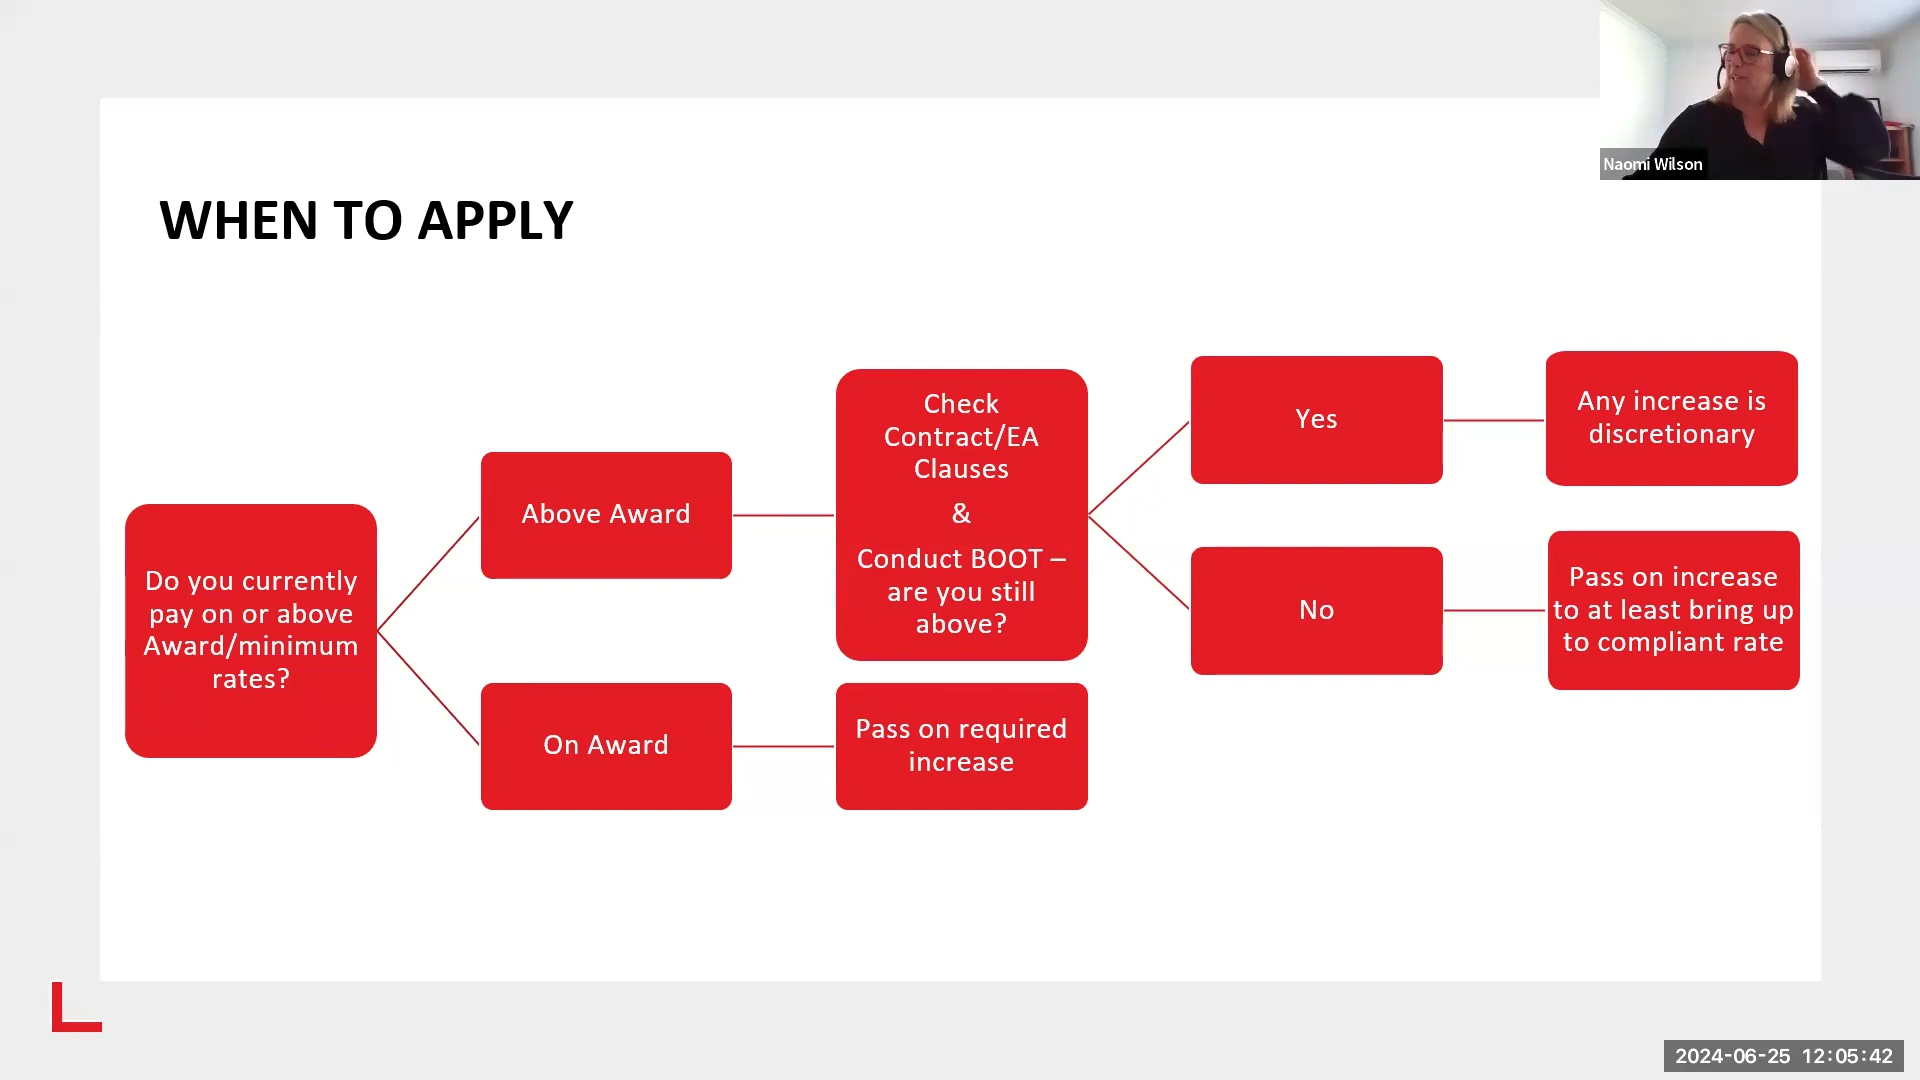 Naomi Wilson
WHEN TO APPLY
Do you currently
pay on or above
Award/minimum
rates?
Above Award
On Award
Check
Contract/EA
Clauses
&
Conduct BOOT –
are you still
above?
Pass on required
increase
Yes
No
Any increase is
discretionary
Pass on increase
to at least bring up
to compliant rate
2024-06-25 12:05:42